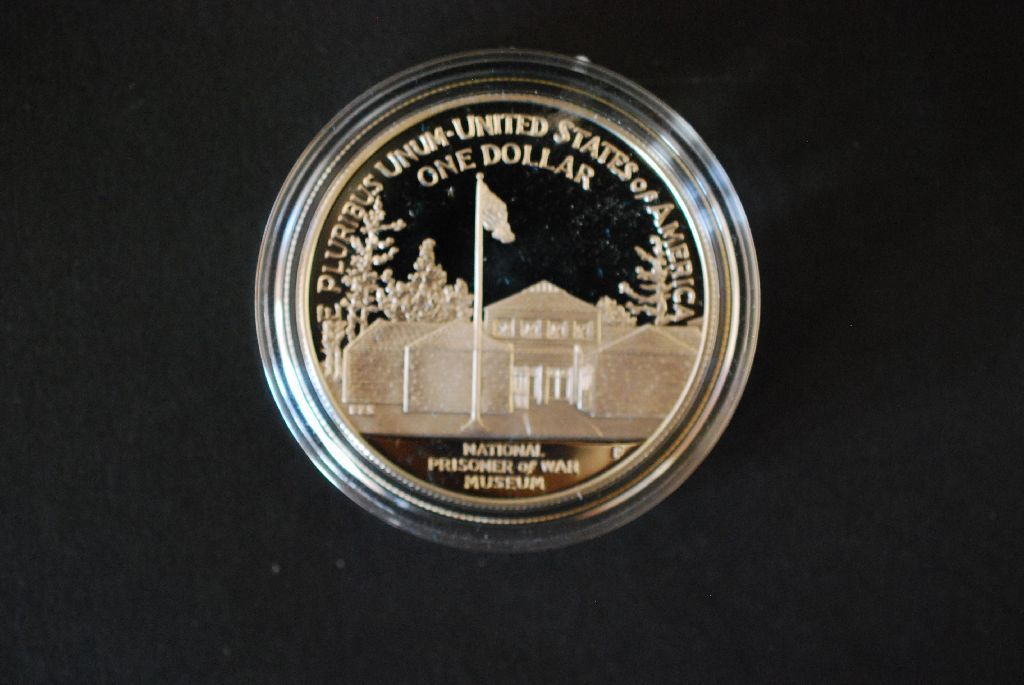 E PLURIBUS UNUM-UNITED STATES of AMERICA
ONE DOLLAR
NATIONAL
PRISONER of WAR
MUSEUM